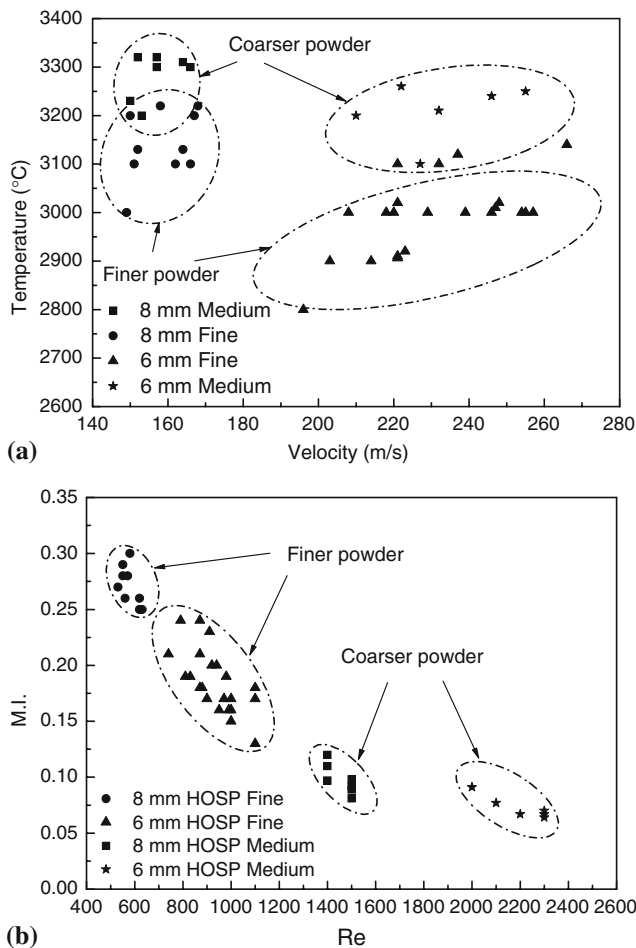 3400
3300
3200
3100
3000
2900
2800
2700
2600
Temperature (°C)
Coarser powder
Finer powder
8 mm Medium
8 mm Fine
6 mm Fine
6 mm Medium
140 160 180 200 220 240 260 280
Velocity (m/s)
(a)
0.35
0.30
0.25
0.20
0.15
0.10
0.05
0.00
M.I.
Finer powder
Coarser powder
8 mm HOSP Fine
6 mm HOSP Fine
8 mm HOSP Medium
6 mm HOSP Medium
400 600 800 1000 1200 1400 1600 1800 2000 2200 2400 2600
Re
(b)